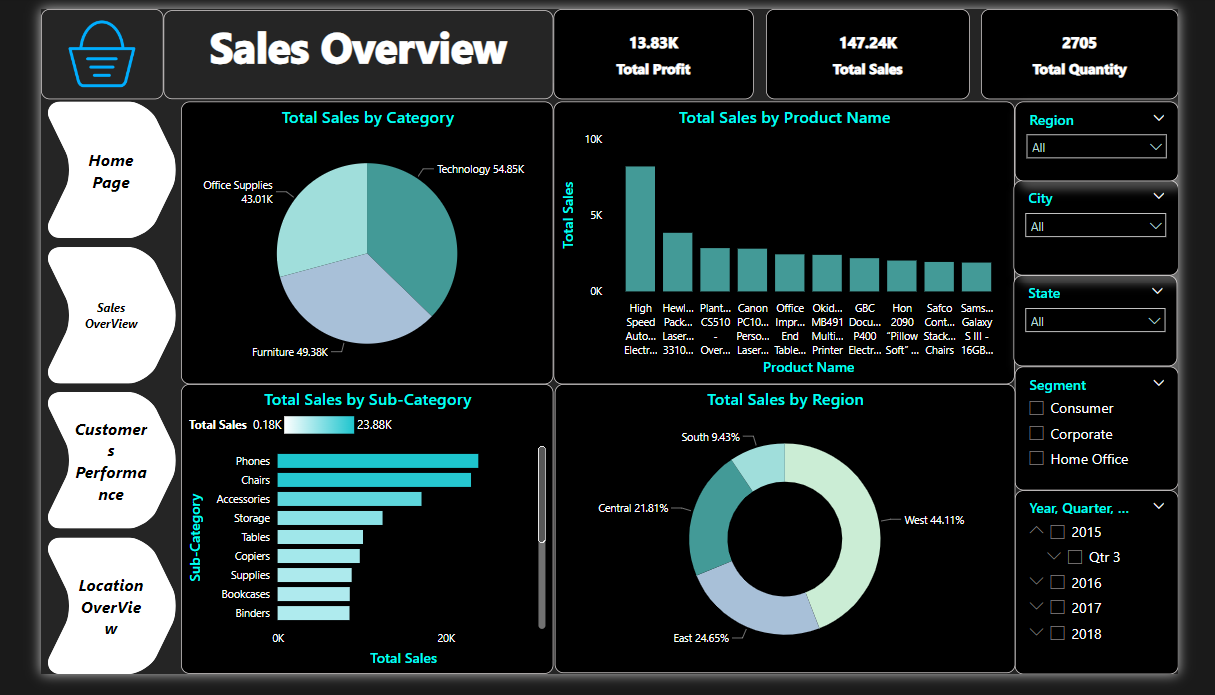 Sales Overview
13.83K
Total Profit
147.24K
Total Sales
2705
Total Quantity
Home
Page
Sales
OverView
Customer
s
Performa
nce
Location
OverVie
w
Total Sales by Category
Technology 54.85K
Office Supplies
43.01K
Furniture 49.38K
Total Sales by Product Name
Total Sales
10K
5K
0K
High
Speed
Auto...
Electr...
Hewl...
Pack...
Laser...
3310...
Plant...
CS510
-
Over...
Canon
PC10...
Perso...
Laser...
Office
Impr...
End
Table...
Okid...
MB491
Multi...
Printer
GBC
Docu...
P400
Electr...
Hon
2090
“Pillow
Soft” ...
Safco
Cont...
Stack...
Chairs
Sams...
Galaxy
S III -
16GB...
Product Name
Total Sales by Sub-Category
Total Sales 0.18K 23.88K
Sub-Category
Phones
Chairs
Accessories
Storage
Tables
Copiers
Supplies
Bookcases
Binders
0K 20K
Total Sales
Total Sales by Region
South 9.43%
Central 21.81%
West 44.11%
East 24.65%
Region
All
City
All
State
All
Segment
Consumer
Corporate
Home Office
Year, Quarter, ...
2015
Qtr 3
2016
2017
2018